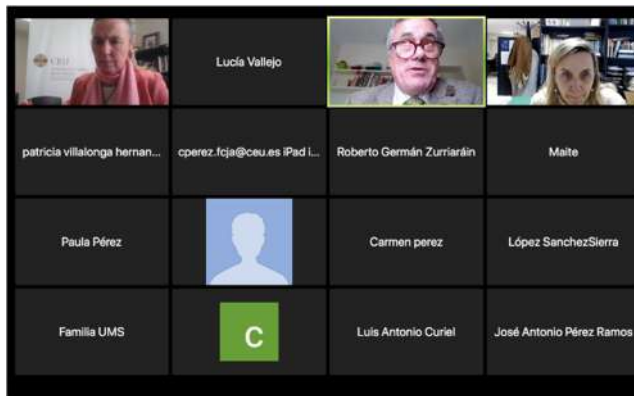 CEU
Lucía Vallejo
patricia villalonga hernan...
cperez.fcja@ceu.es iPad i...
Roberto Germán Zurriaráin
Maite
Paula Pérez
Carmen perez
López SanchezSierra
Familia UMS
C
Luis Antonio Curiel
José Antonio Pérez Ramos